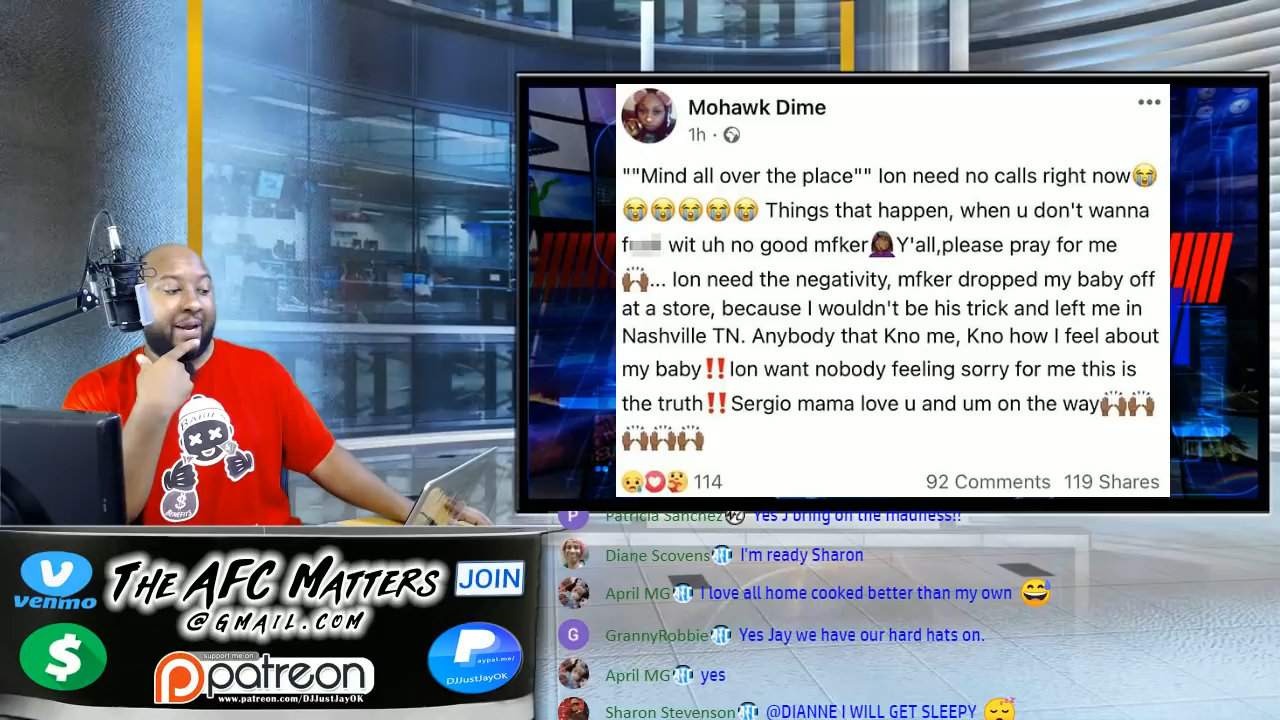 Mohawk Dime
1h ·
""Mind all over the place"" Ion need no calls right now😭
😭😭😭😭😭 Things that happen, when u don't wanna
f wit uh no good mfker🤦🏾‍♀️Y'all,please pray for me
🙌🏾... Ion need the negativity, mfker dropped my baby off
at a store, because I wouldn't be his trick and left me in
Nashville TN. Anybody that Kno me, Kno how I feel about
my baby‼️Ion want nobody feeling sorry for me this is
the truth‼️Sergio mama love u and um on the way🙌🏾🙌🏾
🙌🏾🙌🏾🙌🏾
114 92 Comments 119 Shares
BABIES
$
BENEFITS
P Patricia Sanchez Yes J bring on the madness!!
Diane Scovens I'm ready Sharon
April MG I love all home cooked better than my own 😅
G GrannyRobbie Yes Jay we have our hard hats on.
April MG yes
Sharon Stevenson @DIANNE I WILL GET SLEEPY 😴
V
venmo
THE AFC MATTERS
@GMAIL.COM
JOIN
$
support me on
patreon
www.patreon.com/DJJustJayOK
P
aypal.me/
DJJUSTJAYOK